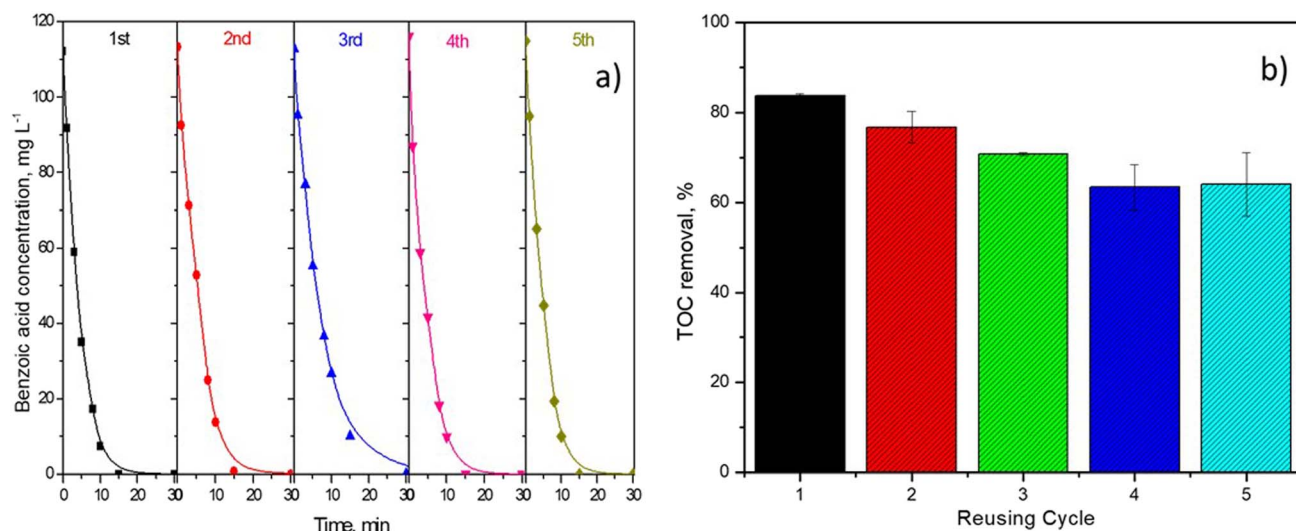 120
100
80
60
40
20
0
Benzoic acid concentration, mg L⁻¹
1st 2nd 3rd 4th 5th
a)
0 10 20 30 10 20 30 10 20 30 10 20 30 10 20 30
Time, min
100
80
60
40
20
0
TOC removal, %
b)
1 2 3 4 5
Reusing Cycle